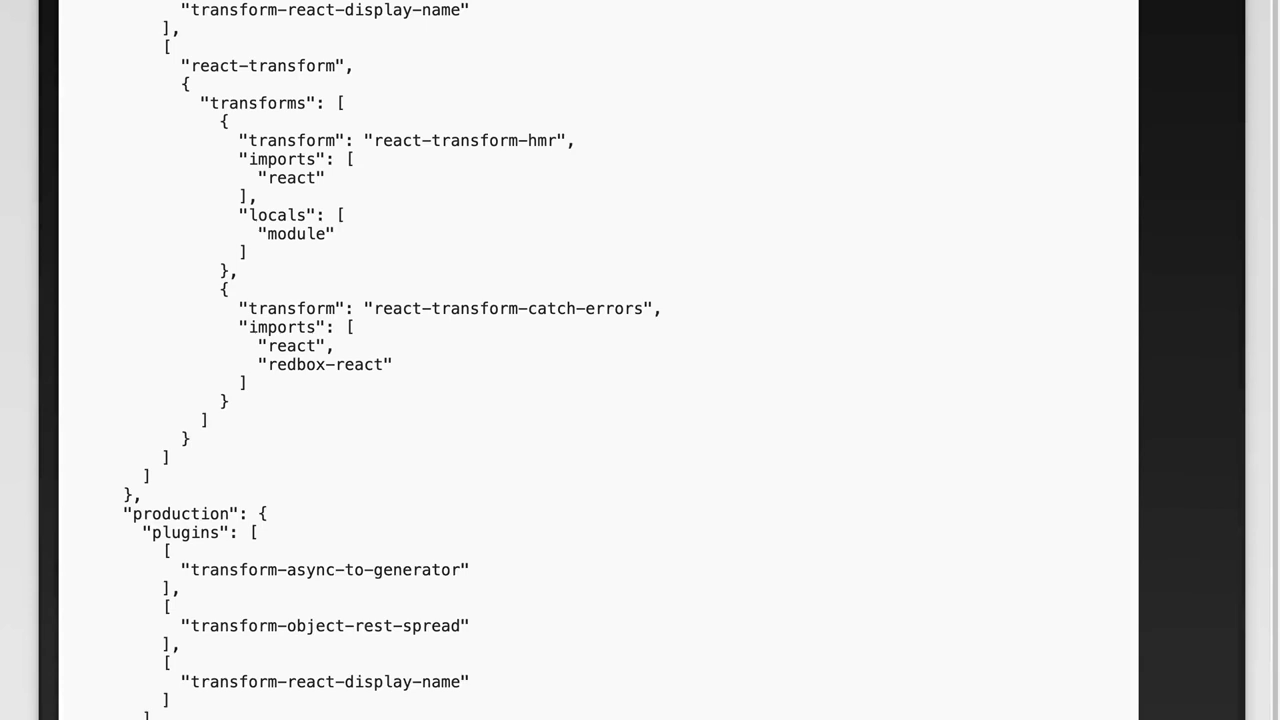 "transform-react-display-name"
],
[
"react-transform",
{
"transforms": [
{
"transform": "react-transform-hmr",
"imports": [
"react"
],
"locals": [
"module"
]
},
{
"transform": "react-transform-catch-errors",
"imports": [
"react",
"redbox-react"
]
}
]
}
]
]
},
"production": {
"plugins": [
[
"transform-async-to-generator"
],
[
"transform-object-rest-spread"
],
[
"transform-react-display-name"
]
]